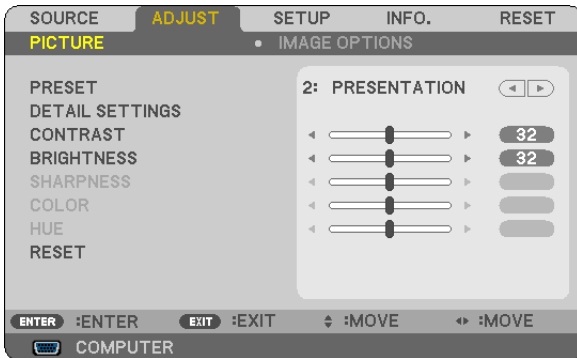 SOURCE ADJUST SETUP INFO. RESET
PICTURE • IMAGE OPTIONS
PRESET 2: PRESENTATION
DETAIL SETTINGS
CONTRAST 32
BRIGHTNESS 32
SHARPNESS
COLOR
HUE
RESET
ENTER :ENTER EXIT :EXIT :MOVE :MOVE
COMPUTER